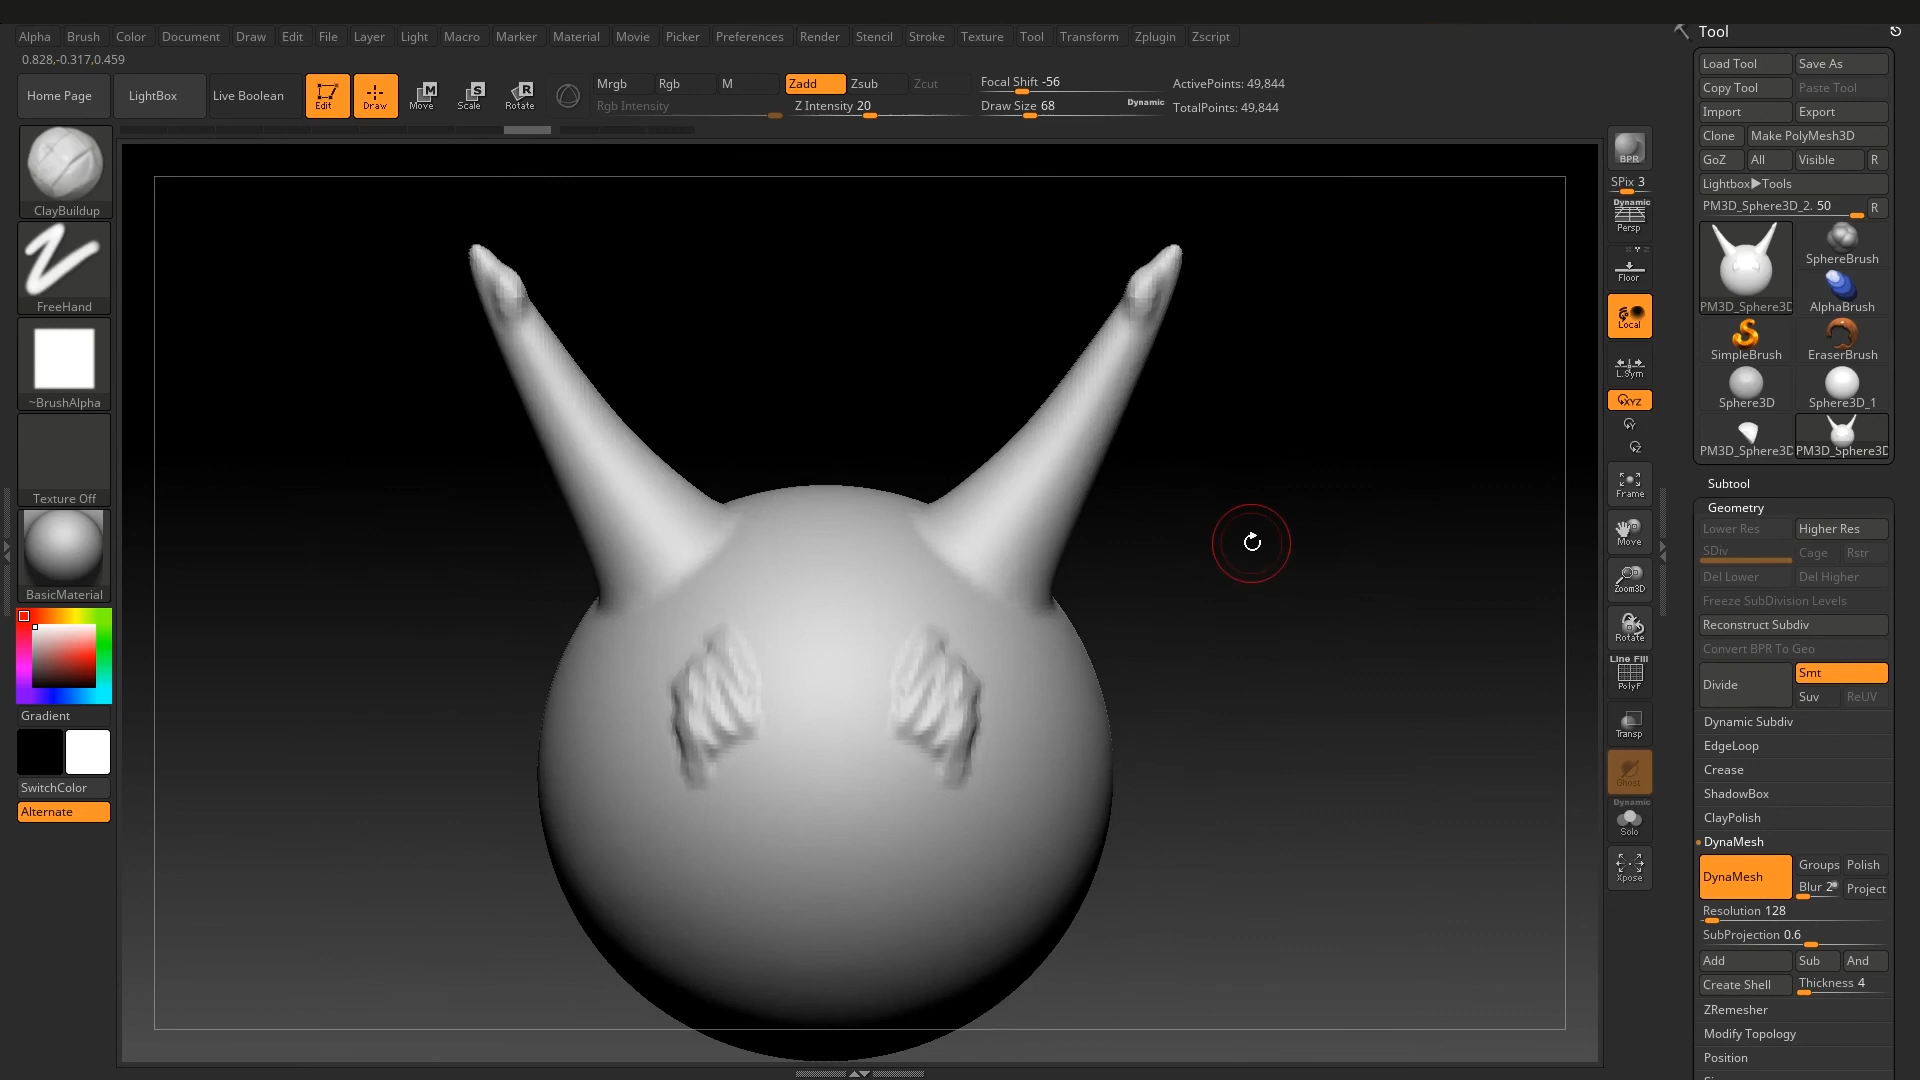 Tool
Alpha Brush Color Document Draw Edit File Layer Light Macro Marker Material Movie Picker Preferences Render Stencil Stroke Texture Tool Transform Zplugin Zscript
0.828,-0.317,0.459
Home Page
LightBox
Live Boolean
Edit
Draw
Move
Scale
Rotate
Mrgb Rgb M
Rgb Intensity
Zadd Zsub Zcut
Z Intensity 20
Focal Shift -56
Draw Size 68
Dynamic
ActivePoints: 49,844
TotalPoints: 49,844
ClayBuildup
FreeHand
~BrushAlpha
Texture Off
BasicMaterial
Gradient
SwitchColor
Alternate
BPR
SPix 3
Dynamic
Persp
Floor
Local
L.Sym
XYZ
Y
Z
Frame
Move
Zoom3D
Rotate
Line Fill
PolyF
Transp
Ghost
Dynamic
Solo
Xpose
Load Tool Save As
Copy Tool Paste Tool
Import Export
Clone Make PolyMesh3D
GoZ All Visible R
Lightbox▶Tools
PM3D_Sphere3D_2. 50 R
SphereBrush
PM3D_Sphere3D AlphaBrush
SimpleBrush EraserBrush
Sphere3D Sphere3D_1
PM3D_Sphere3D PM3D_Sphere3D
Subtool
Geometry
Lower Res Higher Res
SDiv Cage Rstr
Del Lower Del Higher
Freeze SubDivision Levels
Reconstruct Subdiv
Convert BPR To Geo
Divide
Smt
Suv ReUV
Dynamic Subdiv
EdgeLoop
Crease
ShadowBox
ClayPolish
DynaMesh
DynaMesh
Groups Polish
Blur 2 Project
Resolution 128
SubProjection 0.6
Add Sub And
Create Shell Thickness 4
ZRemesher
Modify Topology
Position